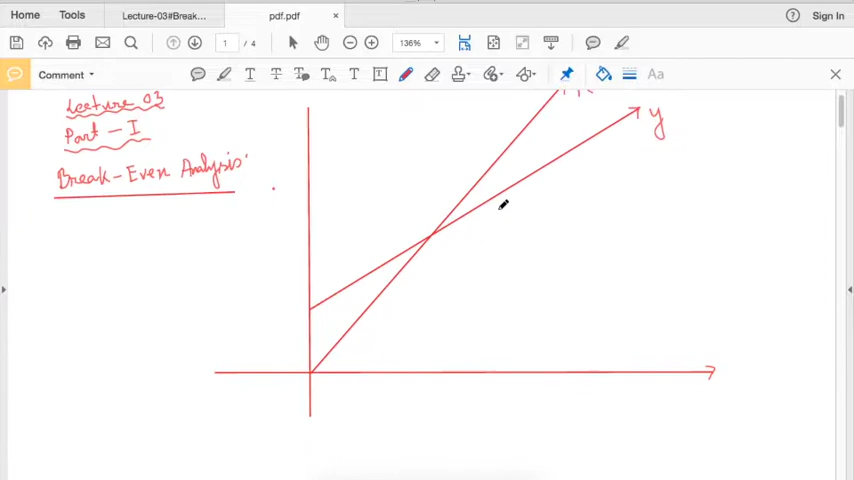 Home Tools Lecture-03#Break... pdf.pdf × ? Sign In
1 / 4 136%
Comment Aa
Lecture 03
Part - I
Break-Even Analysis
y